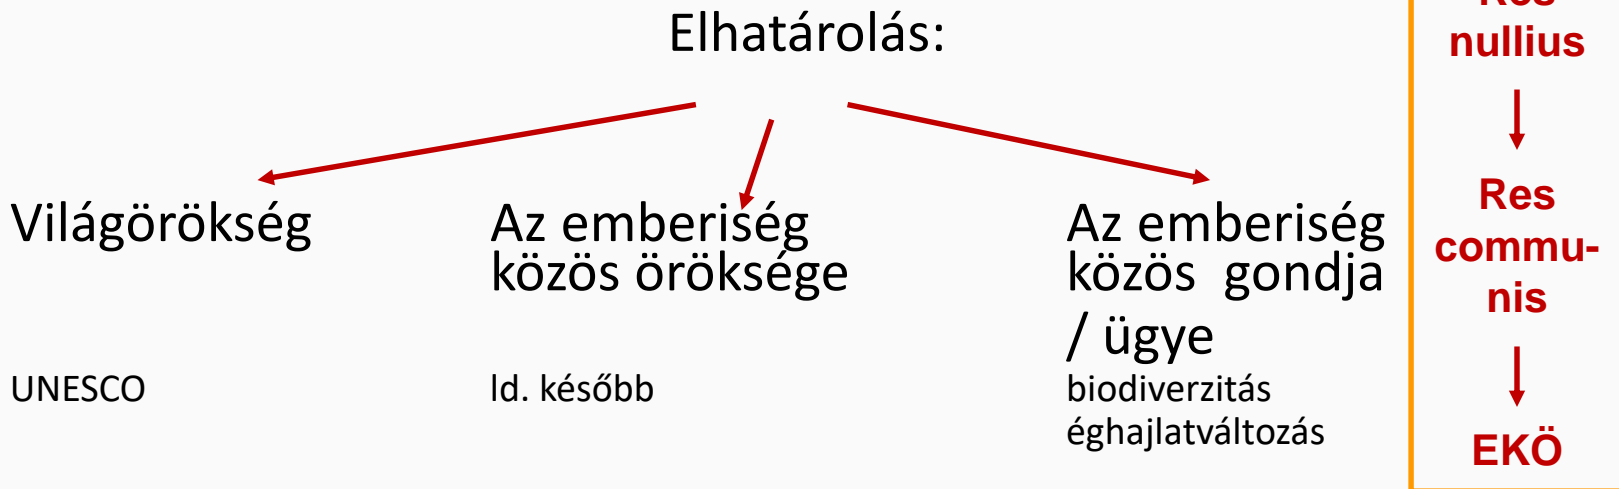 Elhatárolás:
Világörökség
UNESCO
Az emberiség
közös öröksége
ld. később
Az emberiség
közös gondja
/ ügye
biodiverzitás
éghajlatváltozás
Res
nullius
Res
commu-
nis
EKÖ